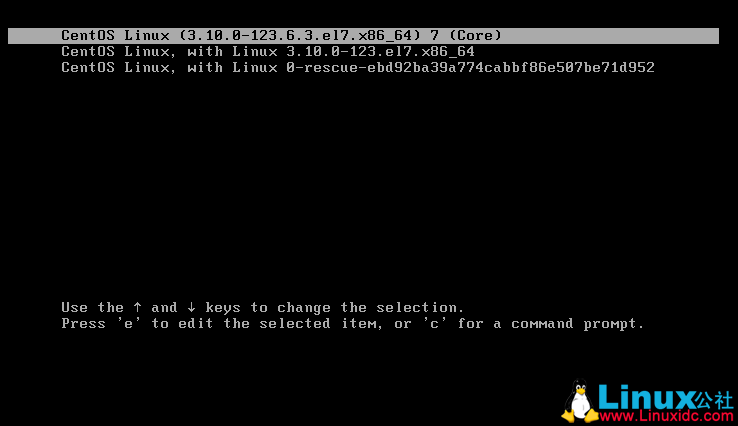 CentOS Linux (3.10.0-123.6.3.el7.x86_64) 7 (Core)
CentOS Linux, with Linux 3.10.0-123.el7.x86_64
CentOS Linux, with Linux 0-rescue-ebd92ba39a774cabbf86e507be71d952
Use the ↑ and ↓ keys to change the selection.
Press 'e' to edit the selected item, or 'c' for a command prompt.
Linux公社
www.Linuxidc.com